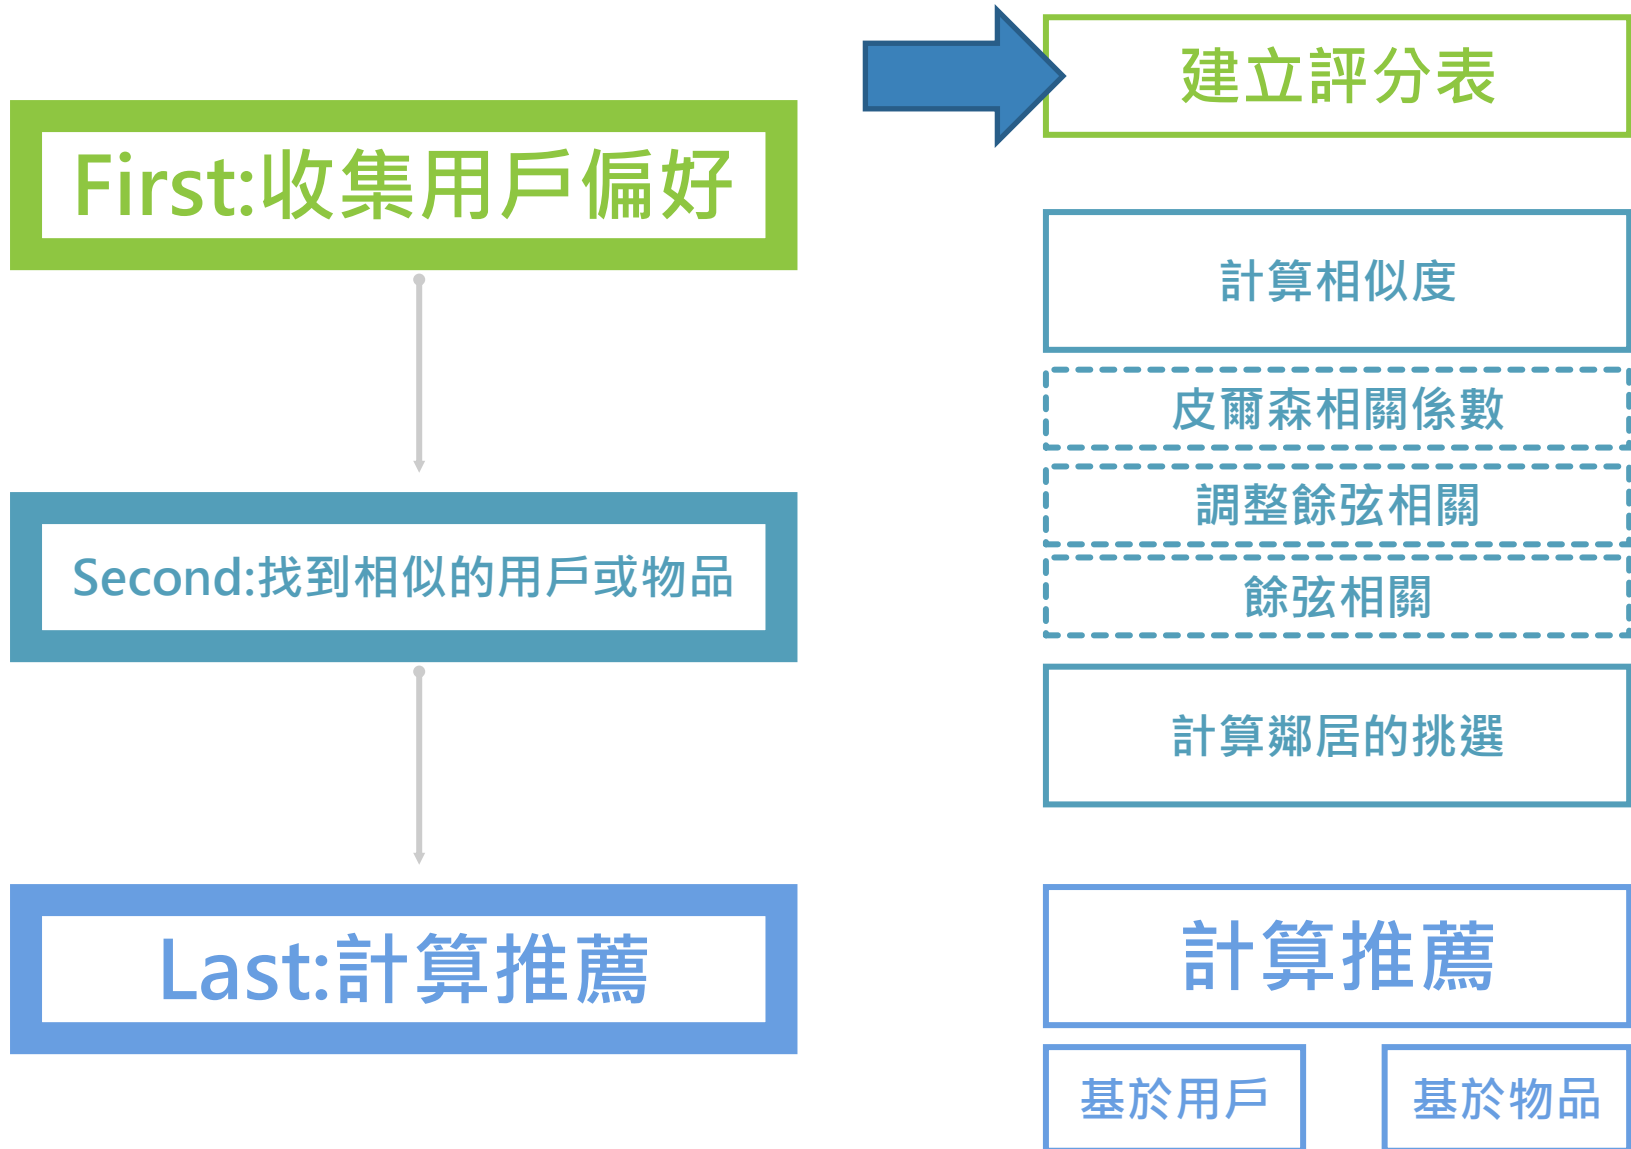 First:收集用戶偏好
Second:找到相似的用戶或物品
Last:計算推薦
建立評分表
計算相似度
皮爾森相關係數
調整餘弦相關
餘弦相關
計算鄰居的挑選
計算推薦
基於用戶
基於物品